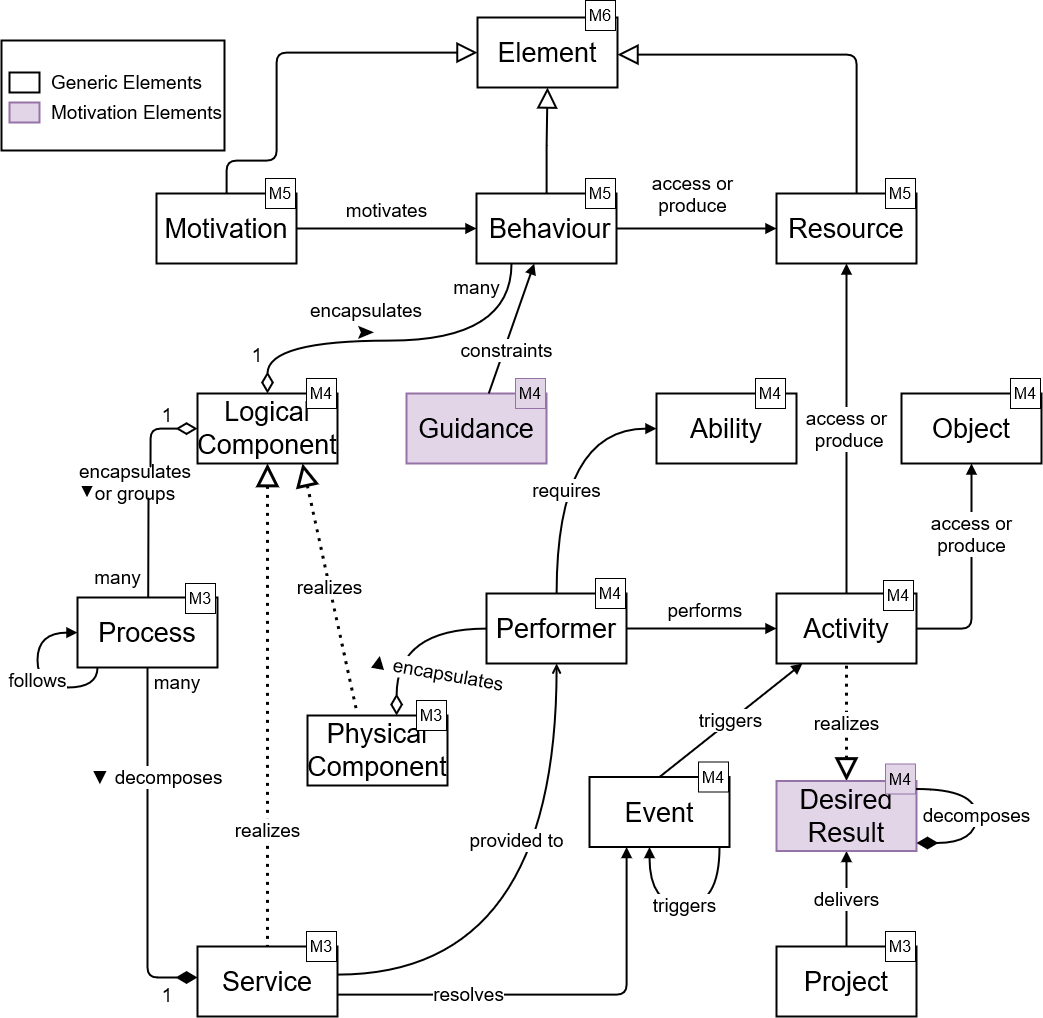 M6
Element
Generic Elements
Motivation Elements
M5
Motivation
motivates
M5
Behaviour
access or
produce
M5
Resource
many
encapsulates
1
constraints
M4
Logical
Component
1
encapsulates
or groups
M4
Guidance
M4
Ability
access or
produce
M4
Object
requires
access or
produce
realizes
many
M3
Process
follows
many
M4
Performer
performs
M4
Activity
encapsulates
M3
Physical
Component
triggers
realizes
decomposes
M4
Event
M4
Desired
Result
decomposes
realizes
provided to
triggers
delivers
M3
Service
1
resolves
M3
Project